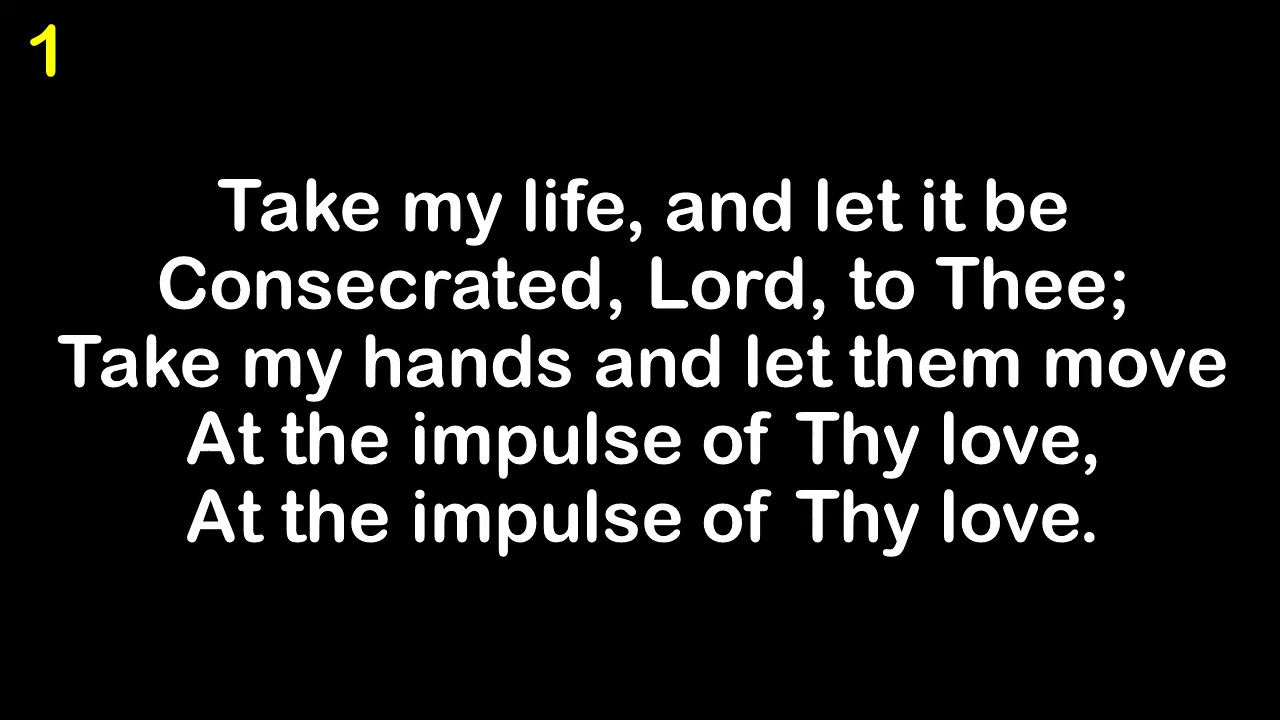 1
Take my life, and let it be
Consecrated, Lord, to Thee;
Take my hands and let them move
At the impulse of Thy love,
At the impulse of Thy love.